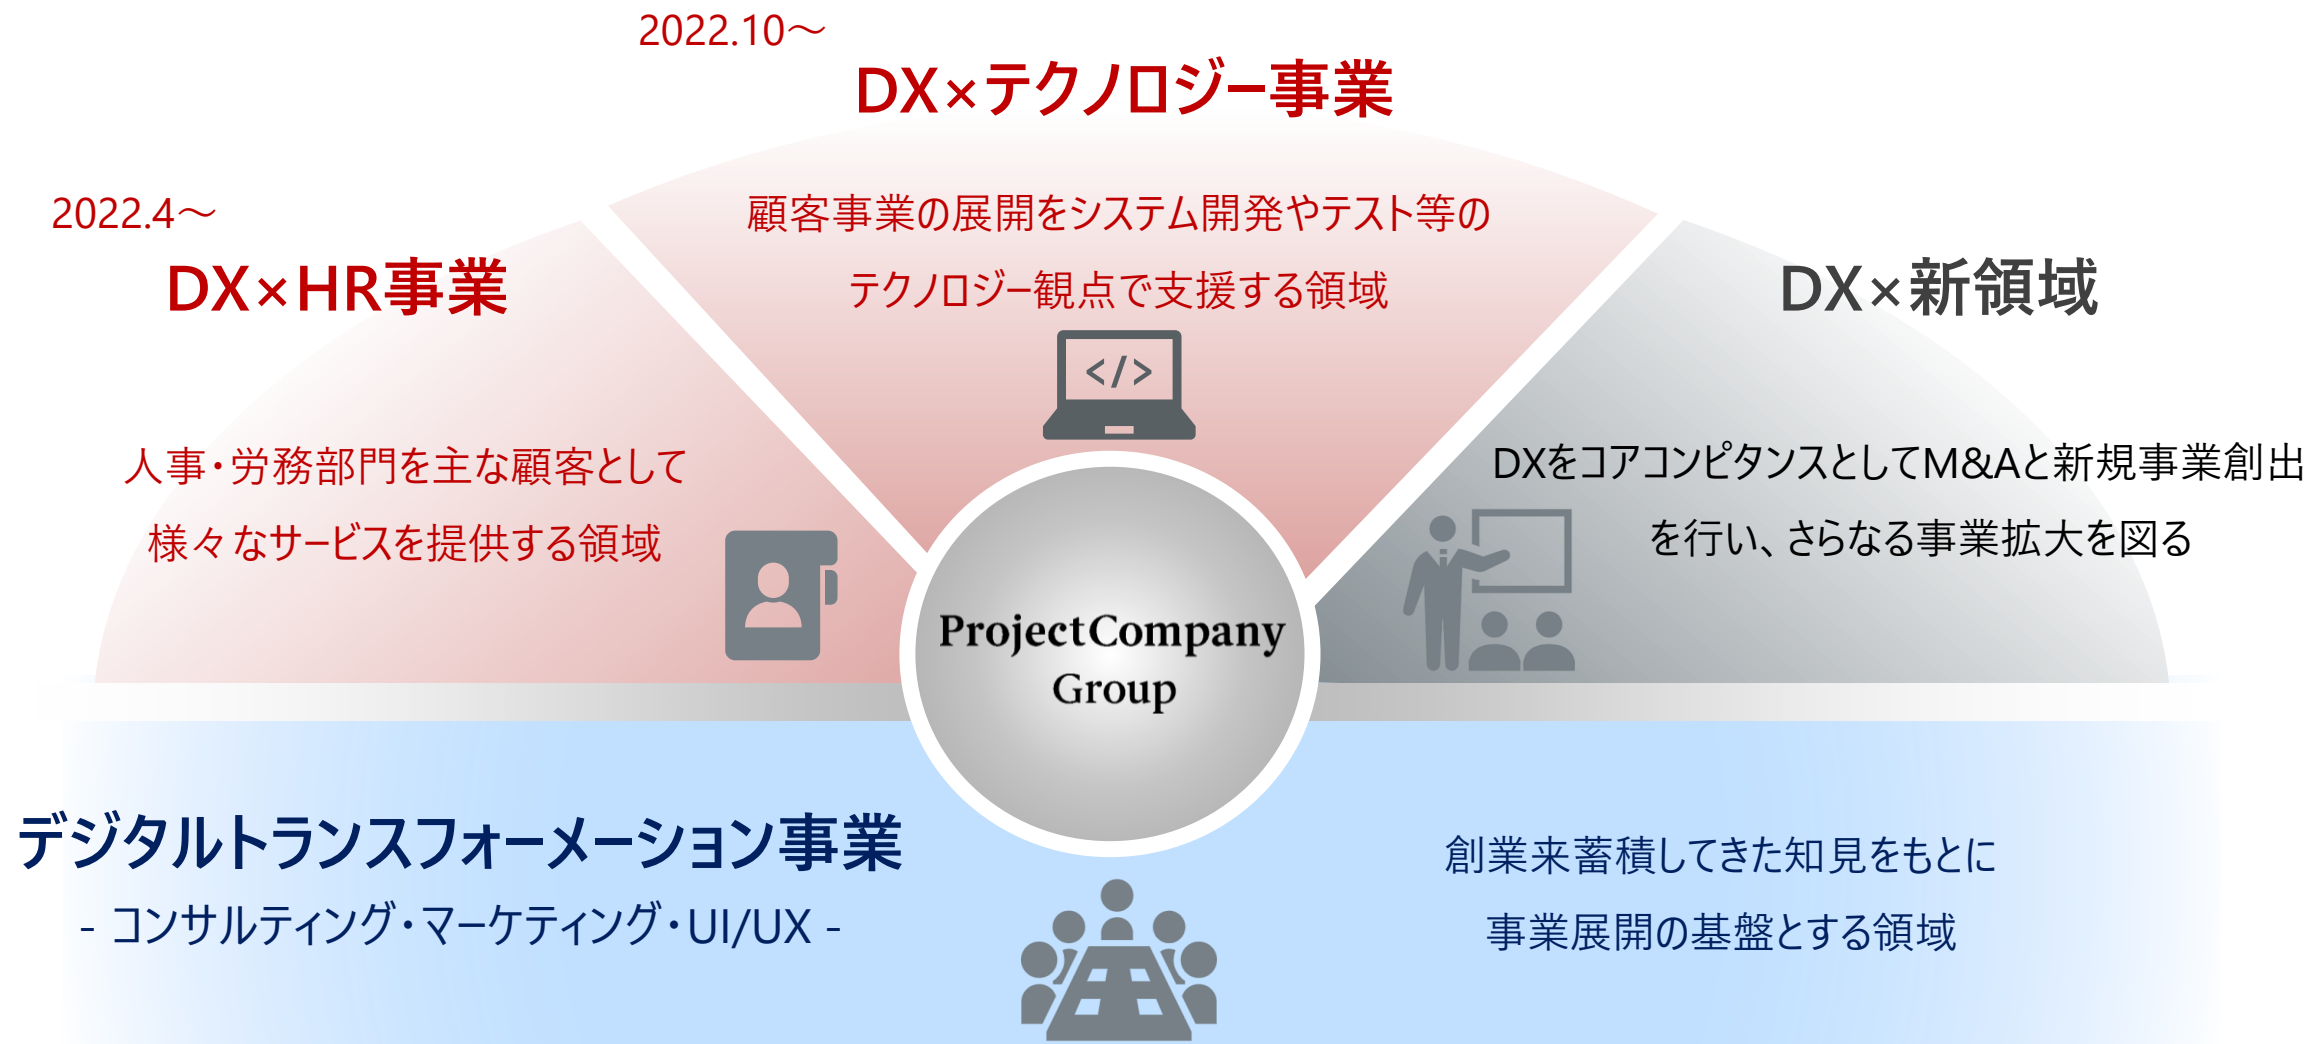 2022.10～
DX×テクノロジー事業
顧客事業の展開をシステム開発やテスト等の
テクノロジー観点で支援する領域
2022.4～
DX×HR事業
人事・労務部門を主な顧客として
様々なサービスを提供する領域
DX×新領域
DXをコアコンピタンスとしてM&Aと新規事業創出
を行い、さらなる事業拡大を図る
</>
ProjectCompany
Group
デジタルトランスフォーメーション事業
- コンサルティング・マーケティング・UI/UX -
創業来蓄積してきた知見をもとに
事業展開の基盤とする領域